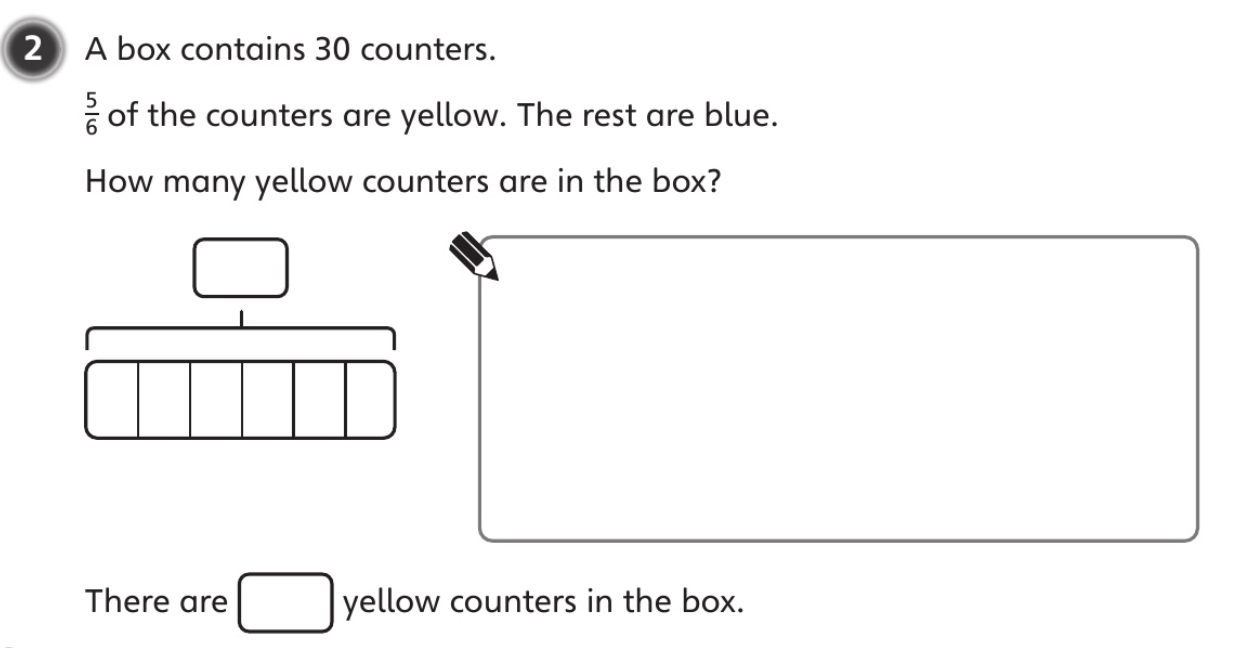 2 A box contains 30 counters.
5/6 of the counters are yellow. The rest are blue.
How many yellow counters are in the box?
There are yellow counters in the box.